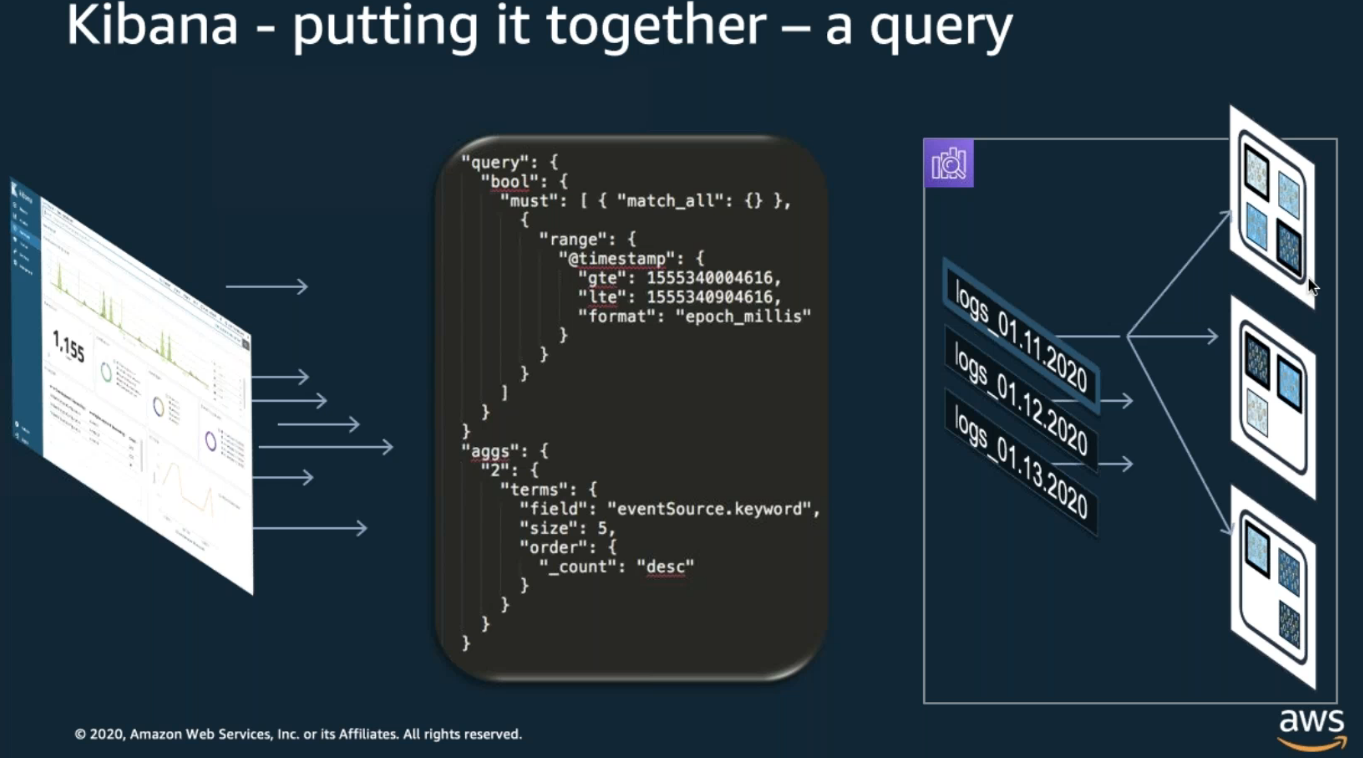 Kibana - putting it together – a query
1,155
"query": {
"bool": {
"must": [ { "match_all": {} },
{
"range": {
"@timestamp": {
"gte": 1555340004616,
"lte": 1555340904616,
"format": "epoch_millis"
}
}
}
]
}
}
"aggs": {
"2": {
"terms": {
"field": "eventSource.keyword",
"size": 5,
"order": {
"_count": "desc"
}
}
}
}
logs_01.11.2020
logs_01.12.2020
logs_01.13.2020
© 2020, Amazon Web Services, Inc. or its Affiliates. All rights reserved.
aws